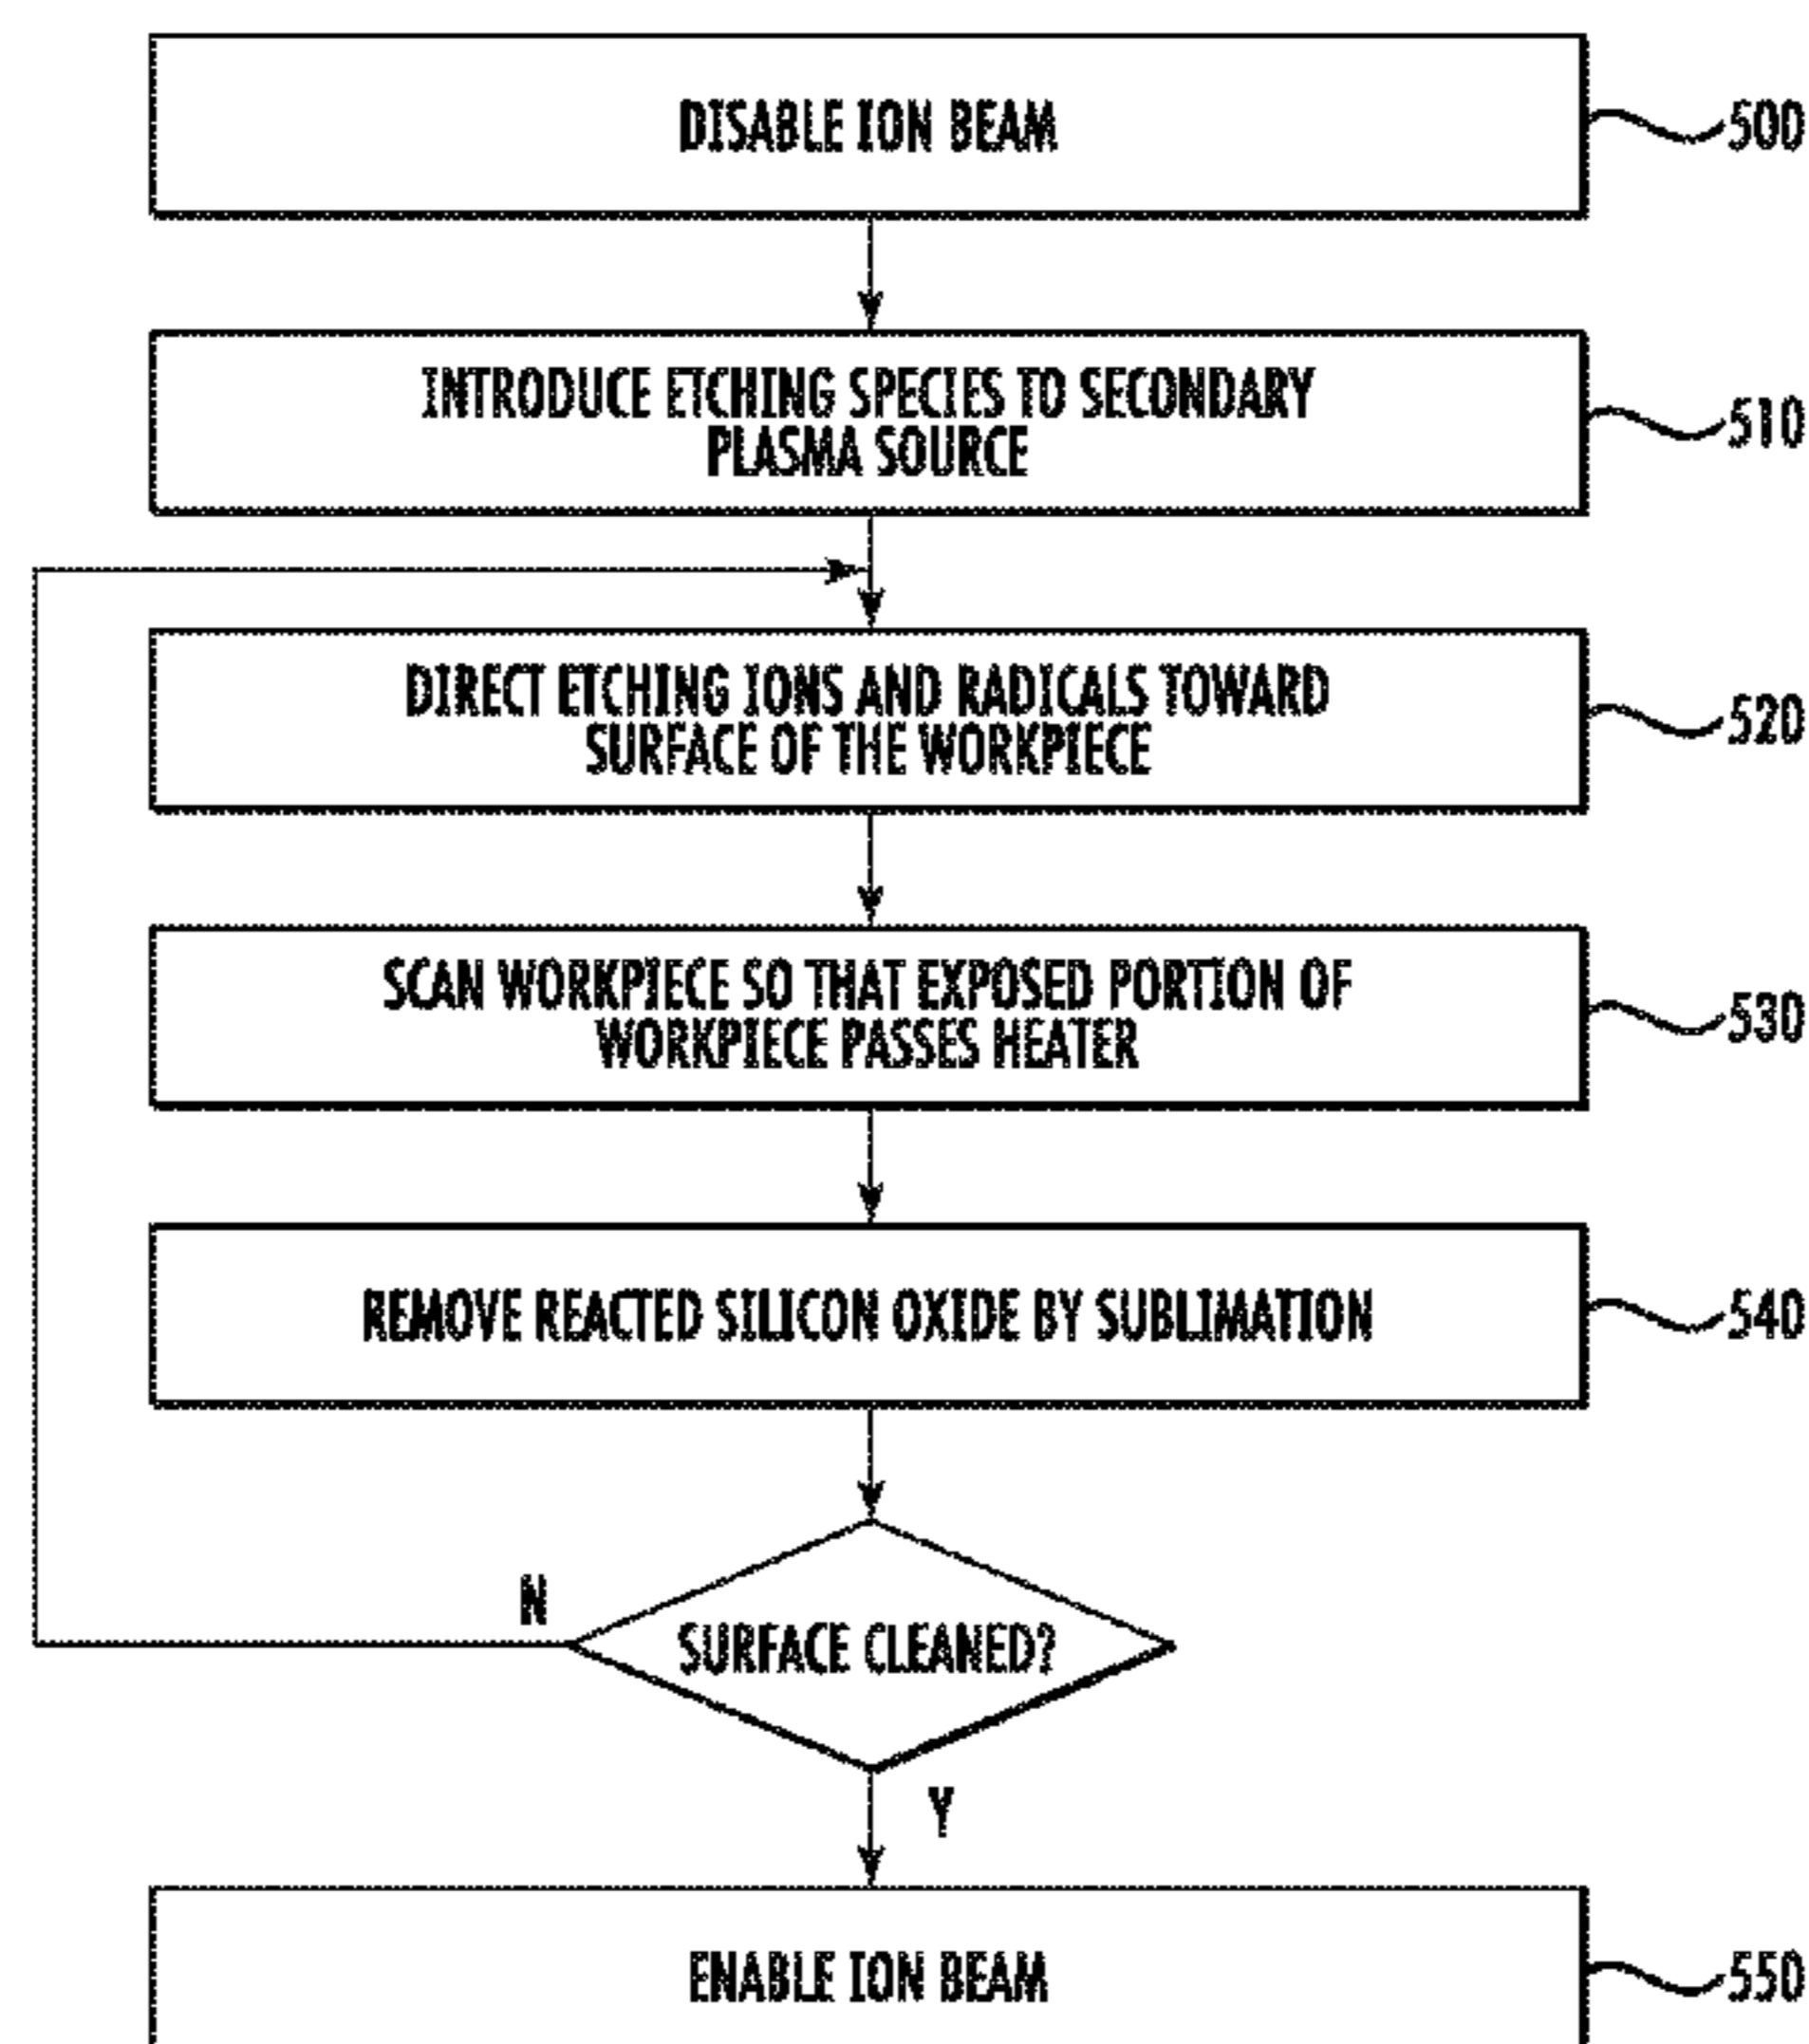 DISABLE ION BEAM
500
INTRODUCE ETCHING SPECIES TO SECONDARY
PLASMA SOURCE
510
DIRECT ETCHING IONS AND RADICALS TOWARD
SURFACE OF THE WORKPIECE
520
SCAN WORKPIECE SO THAT EXPOSED PORTION OF
WORKPIECE PASSES HEATER
530
REMOVE REACTED SILICON OXIDE BY SUBLIMATION
540
N
SURFACE CLEANED?
Y
ENABLE ION BEAM
550